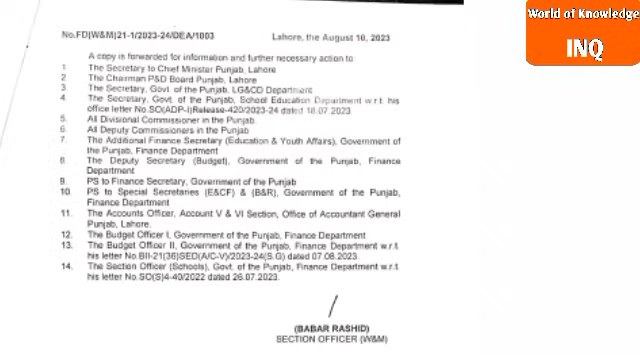 No.FD(W&M)21-1/2023-24/DEA/1003 Lahore, the August 10, 2023
A copy is forwarded for information and further necessary action to
1. The Secretary to Chief Minister Punjab, Lahore
2 The Chairman P&D Board Punjab, Lahore
3 The Secretary, Govt. of the Punjab, LG&CD Department
4 The Secretary, Govt. of the Punjab, School Education Department w.r.t. his
office letter No.SO(ADP-I)Release-420/2023-24 dated 18.07.2023
5. All Divisional Commissioner in the Punjab.
6. All Deputy Commissioners in the Punjab
7. The Additional Finance Secretary (Education & Youth Affairs), Government of
the Punjab, Finance Department
8. The Deputy Secretary (Budget), Government of the Punjab, Finance
Department
9. PS to Finance Secretary, Government of the Punjab
10. PS to Special Secretaries (E&CF) & (B&R), Government of the Punjab,
Finance Department
11. The Accounts Officer, Account V & VI Section, Office of Accountant General
Punjab, Lahore.
12. The Budget Officer I, Government of the Punjab, Finance Department
13. The Budget Officer II, Government of the Punjab, Finance Department w.r.t.
his letter No.BII-21(36)SED(A/C-V)/2023-24(S.G) dated 07.08.2023.
14. The Section Officer (Schools), Govt. of the Punjab, Finance Department w.r.t.
his letter No.SO(S)4-40/2022 dated 26.07.2023.
(BABAR RASHID)
SECTION OFFICER (W&M)
World of Knowledge
INQ